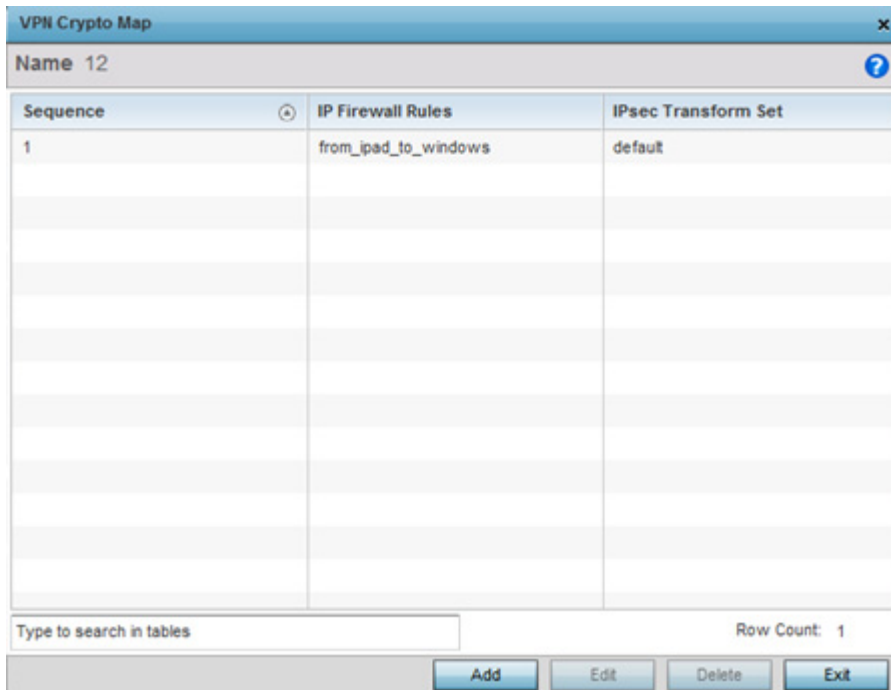 VPN Crypto Map
Name 12
Sequence IP Firewall Rules IPsec Transform Set
1 from_ipad_to_windows default
Type to search in tables Row Count: 1
Add Edit Delete Exit